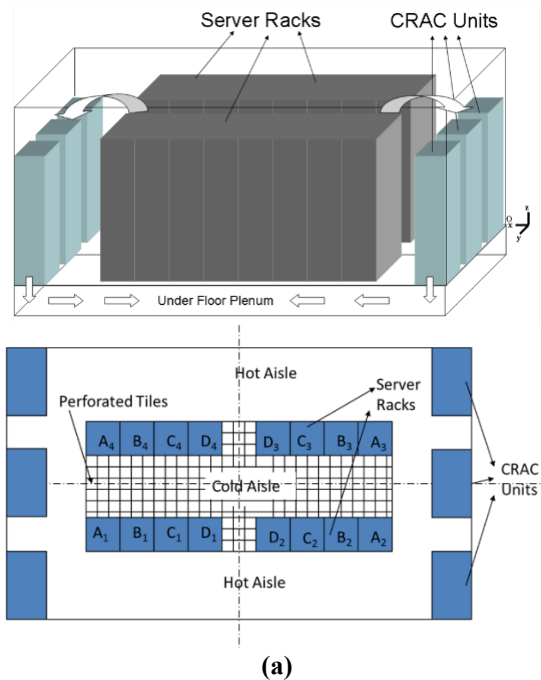 Server Racks
CRAC Units
z
O
x
y
Under Floor Plenum
Hot Aisle
Perforated Tiles
Server
Racks
A4 B4 C4 D4
D3 C3 B3 A3
Cold Aisle
CRAC
Units
A1 B1 C1 D1
D2 C2 B2 A2
Hot Aisle
(a)